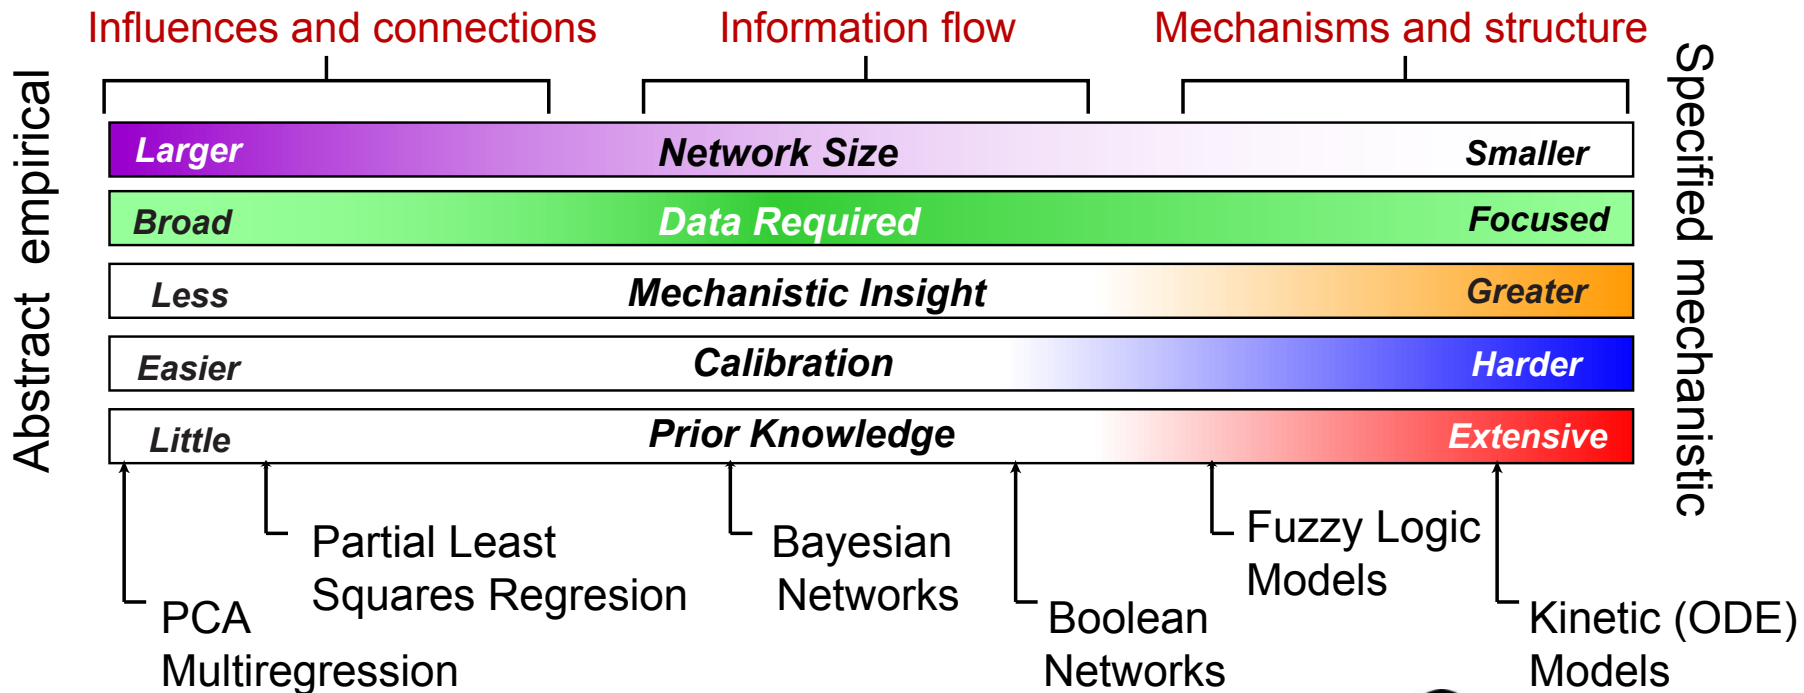 Influences and connections
Information flow
Mechanisms and structure
Abstract empirical
Specified mechanistic
Larger
Network Size
Smaller
Broad
Data Required
Focused
Less
Mechanistic Insight
Greater
Easier
Calibration
Harder
Little
Prior Knowledge
Extensive
PCA
Multiregression
Partial Least
Squares Regresion
Bayesian
Networks
Boolean
Networks
Fuzzy Logic
Models
Kinetic (ODE)
Models